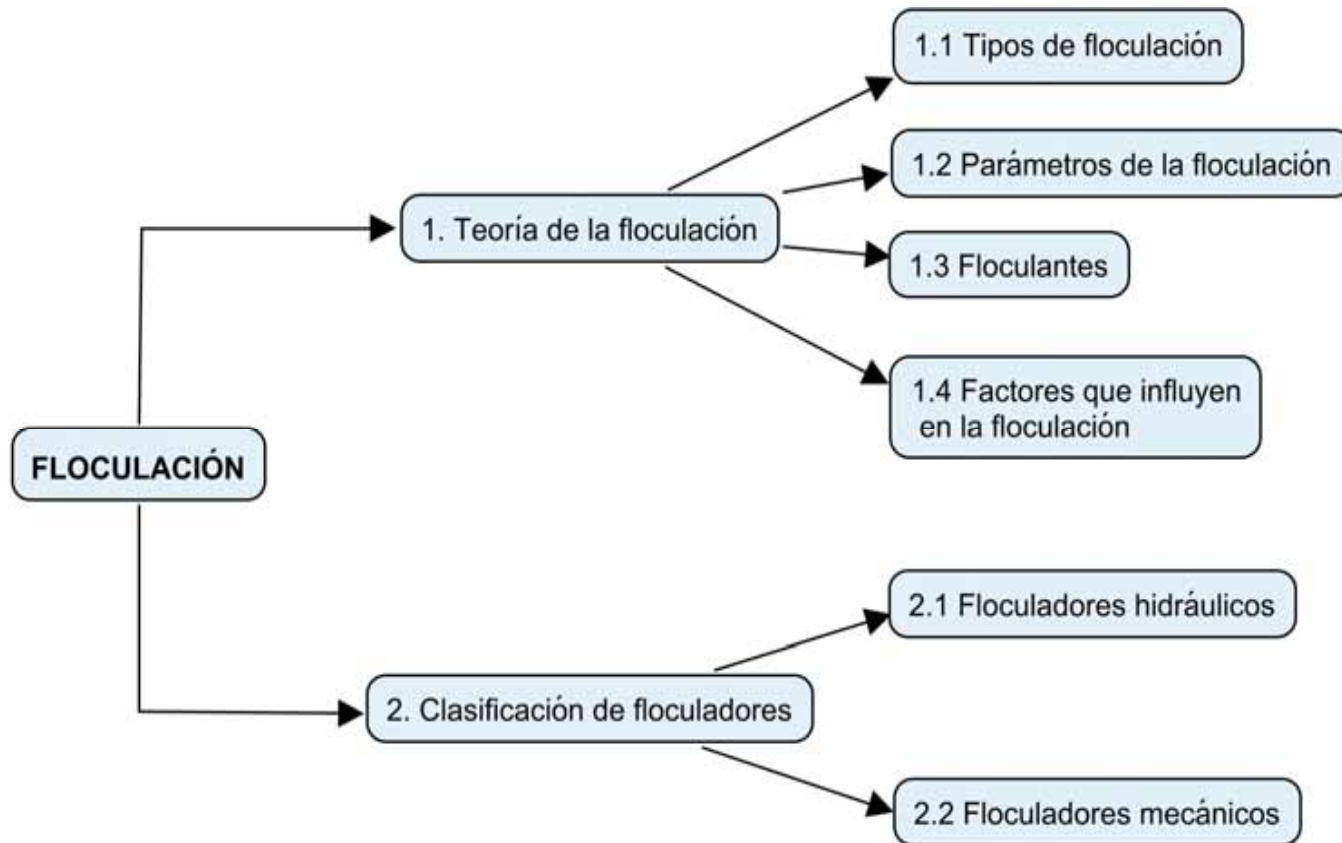 FLOCULACIÓN
1. Teoría de la floculación
1.1 Tipos de floculación
1.2 Parámetros de la floculación
1.3 Floculantes
1.4 Factores que influyen
en la floculación
2. Clasificación de floculadores
2.1 Floculadores hidráulicos
2.2 Floculadores mecánicos